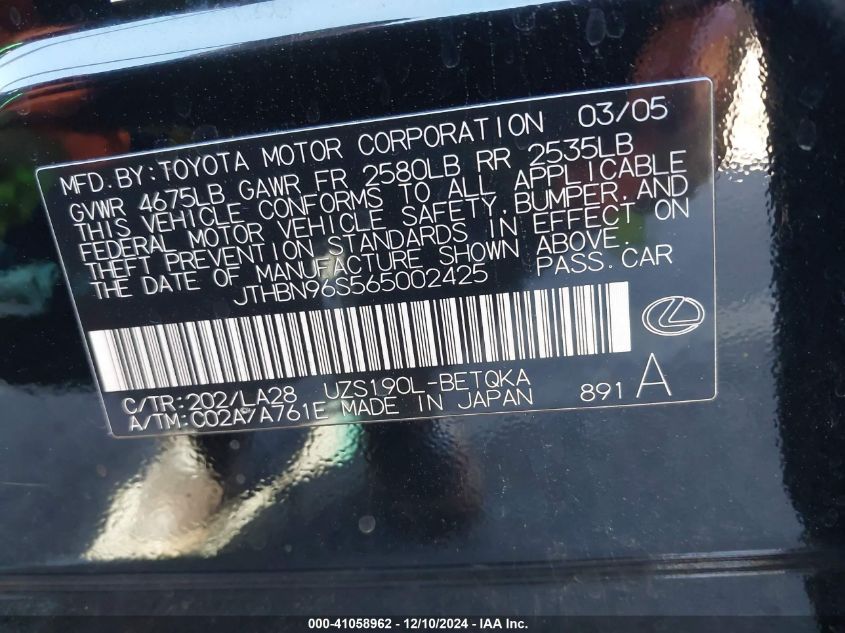 MFD.BY:TOYOTA MOTOR CORPORATION 03/05
GVWR 4675LB GAWR FR 2580LB RR 2535LB
THIS VEHICLE CONFORMS TO ALL APPLICABLE
FEDERAL MOTOR VEHICLE SAFETY,BUMPER,AND
THEFT PREVENTION STANDARDS IN EFFECT ON
THE DATE OF MANUFACTURE SHOWN ABOVE.
JTHBN96S565002425 PASS.CAR
C/TR:202/LA28 UZS190L-BETQKA
A/TM:C02A/A761E MADE IN JAPAN 891 A
000-41058962 - 12/10/2024 - IAA Inc.